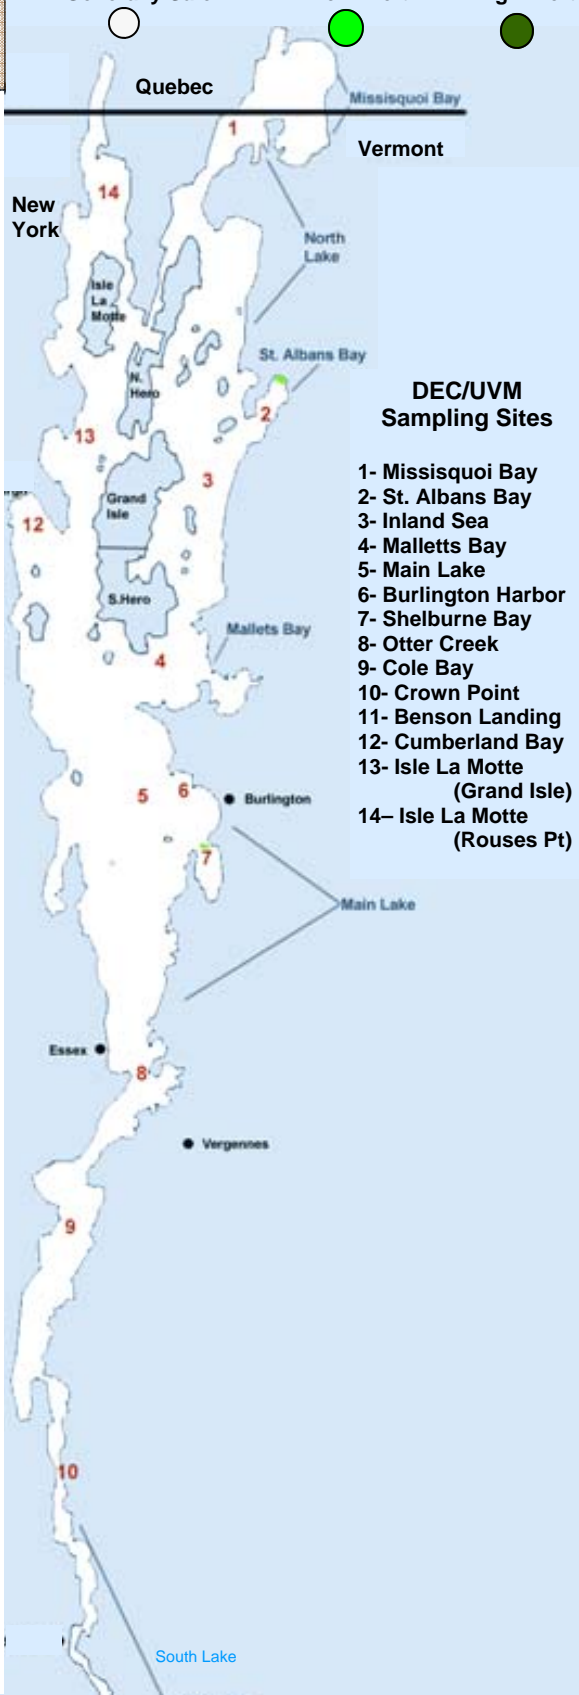 Quebec
Missisquoi Bay
1
Vermont
14
New
York
North
Lake
Isle
La
Motte
St. Albans Bay
N.
Hero
2
DEC/UVM
Sampling Sites
13
1- Missisquoi Bay
2- St. Albans Bay
3- Inland Sea
4- Malletts Bay
5- Main Lake
6- Burlington Harbor
7- Shelburne Bay
8- Otter Creek
9- Cole Bay
10- Crown Point
11- Benson Landing
12- Cumberland Bay
13- Isle La Motte
(Grand Isle)
14– Isle La Motte
(Rouses Pt)
3
Grand
Isle
12
S.Hero
Mallets Bay
4
5
6
Burlington
7
Main Lake
Essex
8
Vergennes
9
10
South Lake